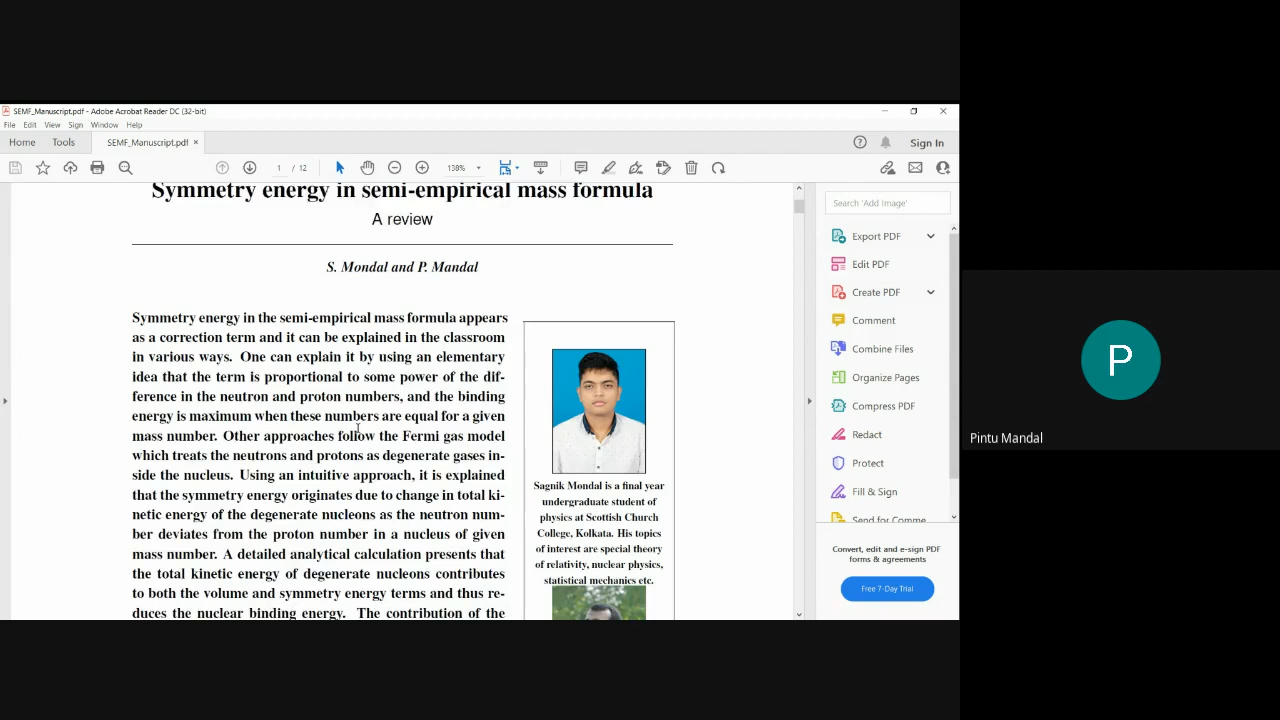 SEMF_Manuscript.pdf - Adobe Acrobat Reader DC (32-bit)
File Edit View Sign Window Help
Home Tools SEMF_Manuscript.pdf × Sign In
1 / 12 138%
Symmetry energy in semi-empirical mass formula
A review
S. Mondal and P. Mandal
Symmetry energy in the semi-empirical mass formula appears
as a correction term and it can be explained in the classroom
in various ways. One can explain it by using an elementary
idea that the term is proportional to some power of the dif-
ference in the neutron and proton numbers, and the binding
energy is maximum when these numbers are equal for a given
mass number. Other approaches follow the Fermi gas model
which treats the neutrons and protons as degenerate gases in-
side the nucleus. Using an intuitive approach, it is explained
that the symmetry energy originates due to change in total ki-
netic energy of the degenerate nucleons as the neutron num-
ber deviates from the proton number in a nucleus of given
mass number. A detailed analytical calculation presents that
the total kinetic energy of degenerate nucleons contributes
to both the volume and symmetry energy terms and thus re-
duces the nuclear binding energy. The contribution of the
Sagnik Mondal is a final year
undergraduate student of
physics at Scottish Church
College, Kolkata. His topics
of interest are special theory
of relativity, nuclear physics,
statistical mechanics etc.
Search 'Add Image'
Export PDF
Edit PDF
Create PDF
Comment
Combine Files
Organize Pages
Compress PDF
Redact
Protect
Fill & Sign
Send for Comme
Convert, edit and e-sign PDF
forms & agreements
Free 7-Day Trial
P
Pintu Mandal